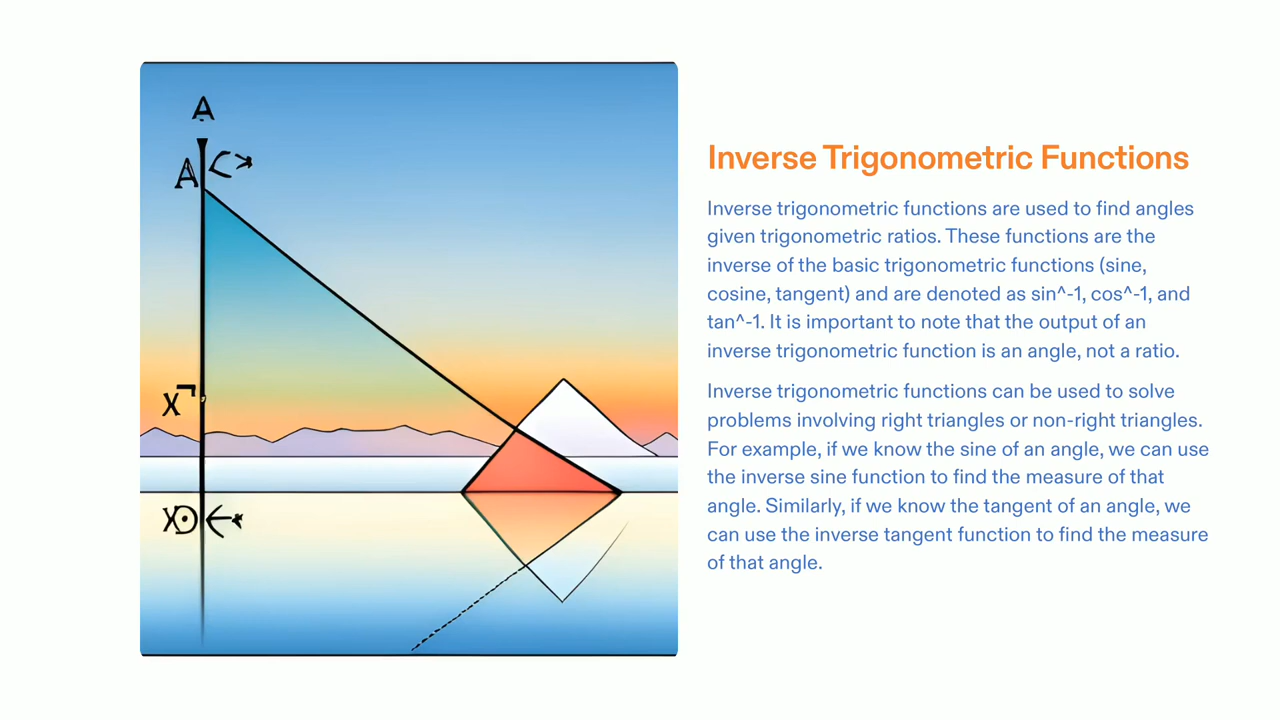 A
A
X
X
Inverse Trigonometric Functions
Inverse trigonometric functions are used to find angles
given trigonometric ratios. These functions are the
inverse of the basic trigonometric functions (sine,
cosine, tangent) and are denoted as sin^-1, cos^-1, and
tan^-1. It is important to note that the output of an
inverse trigonometric function is an angle, not a ratio.
Inverse trigonometric functions can be used to solve
problems involving right triangles or non-right triangles.
For example, if we know the sine of an angle, we can use
the inverse sine function to find the measure of that
angle. Similarly, if we know the tangent of an angle, we
can use the inverse tangent function to find the measure
of that angle.